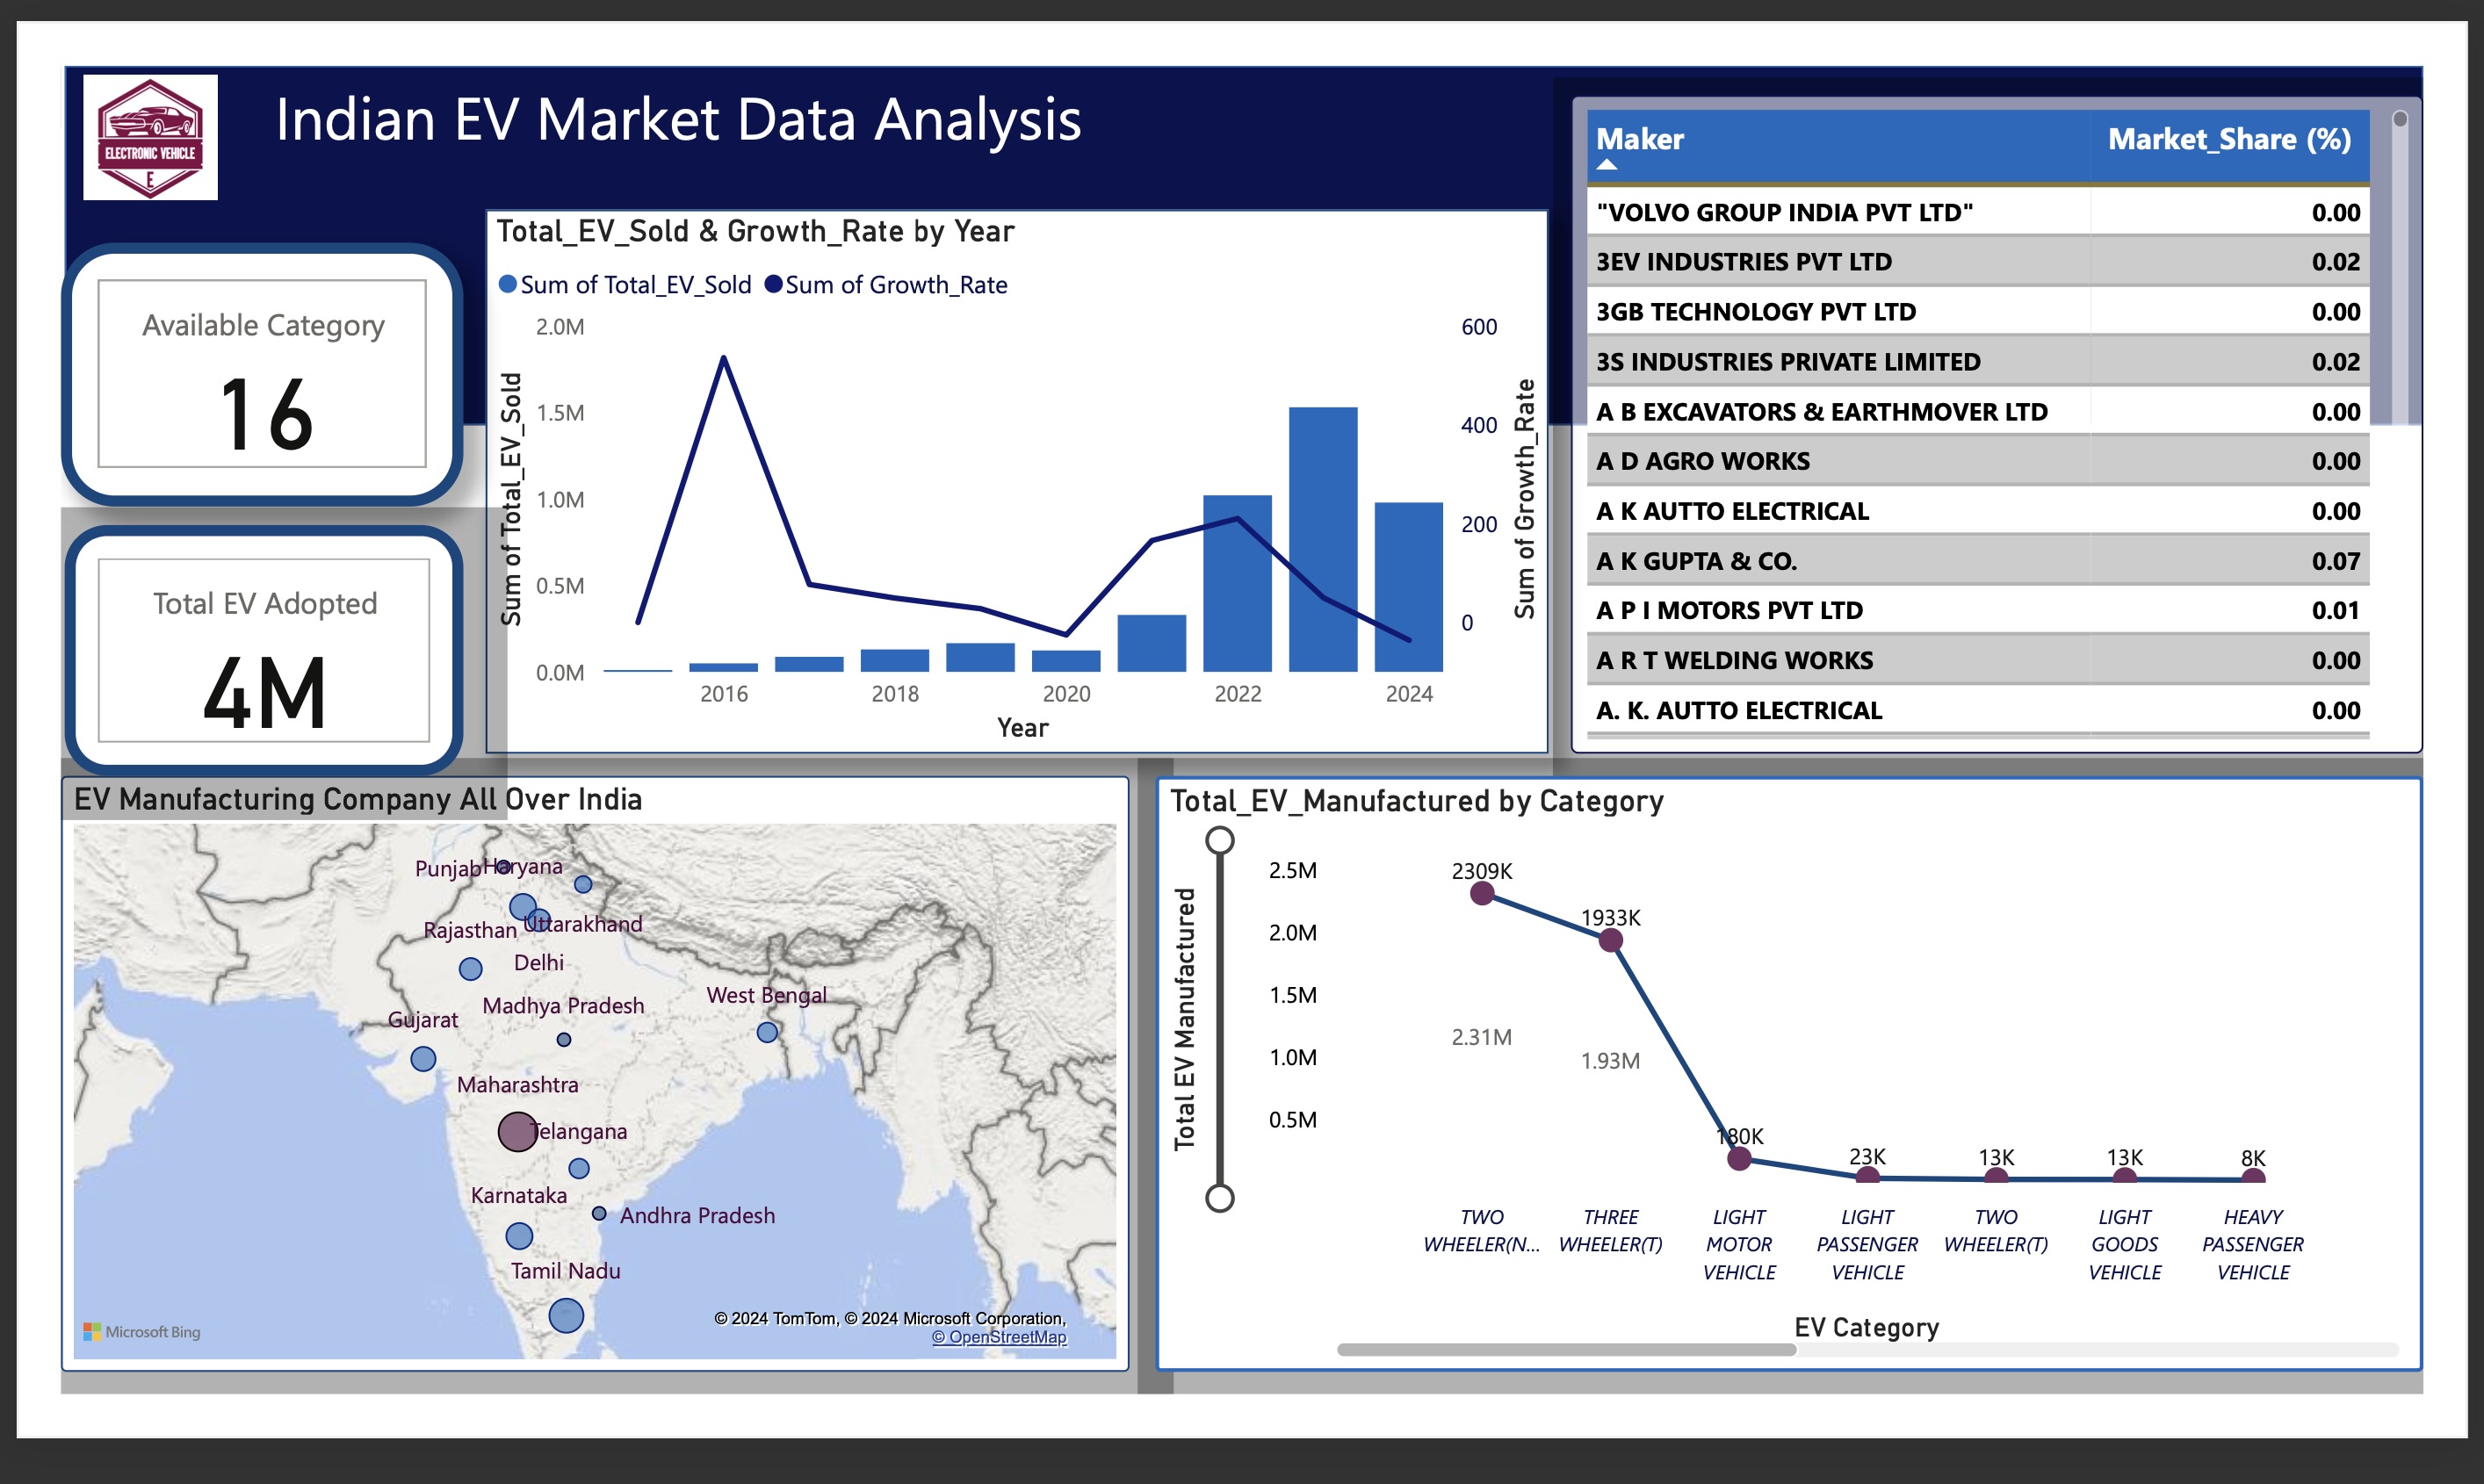 ELECTRONIC VEHICLE
E
Indian EV Market Data Analysis
Available Category
16
Total EV Adopted
4M
Total_EV_Sold & Growth_Rate by Year
Sum of Total_EV_Sold Sum of Growth_Rate
Sum of Total_EV_Sold
2.0M
1.5M
1.0M
0.5M
0.0M
600
400
200
0
Sum of Growth_Rate
2016 2018 2020 2022 2024
Year
Maker Market_Share (%)
"VOLVO GROUP INDIA PVT LTD" 0.00
3EV INDUSTRIES PVT LTD 0.02
3GB TECHNOLOGY PVT LTD 0.00
3S INDUSTRIES PRIVATE LIMITED 0.02
A B EXCAVATORS & EARTHMOVER LTD 0.00
A D AGRO WORKS 0.00
A K AUTTO ELECTRICAL 0.00
A K GUPTA & CO. 0.07
A P I MOTORS PVT LTD 0.01
A R T WELDING WORKS 0.00
A. K. AUTTO ELECTRICAL 0.00
EV Manufacturing Company All Over India
Punjab Haryana
Rajasthan Uttarakhand
Delhi
Madhya Pradesh West Bengal
Gujarat
Maharashtra
Telangana
Karnataka
Andhra Pradesh
Tamil Nadu
Microsoft Bing
© 2024 TomTom, © 2024 Microsoft Corporation,
© OpenStreetMap
Total_EV_Manufactured by Category
Total EV Manufactured
2.5M
2.0M
1.5M
1.0M
0.5M
2309K
1933K
2.31M
1.93M
180K
23K
13K
13K
8K
TWO WHEELER(N...
THREE WHEELER(T)
LIGHT MOTOR VEHICLE
LIGHT PASSENGER VEHICLE
TWO WHEELER(T)
LIGHT GOODS VEHICLE
HEAVY PASSENGER VEHICLE
EV Category